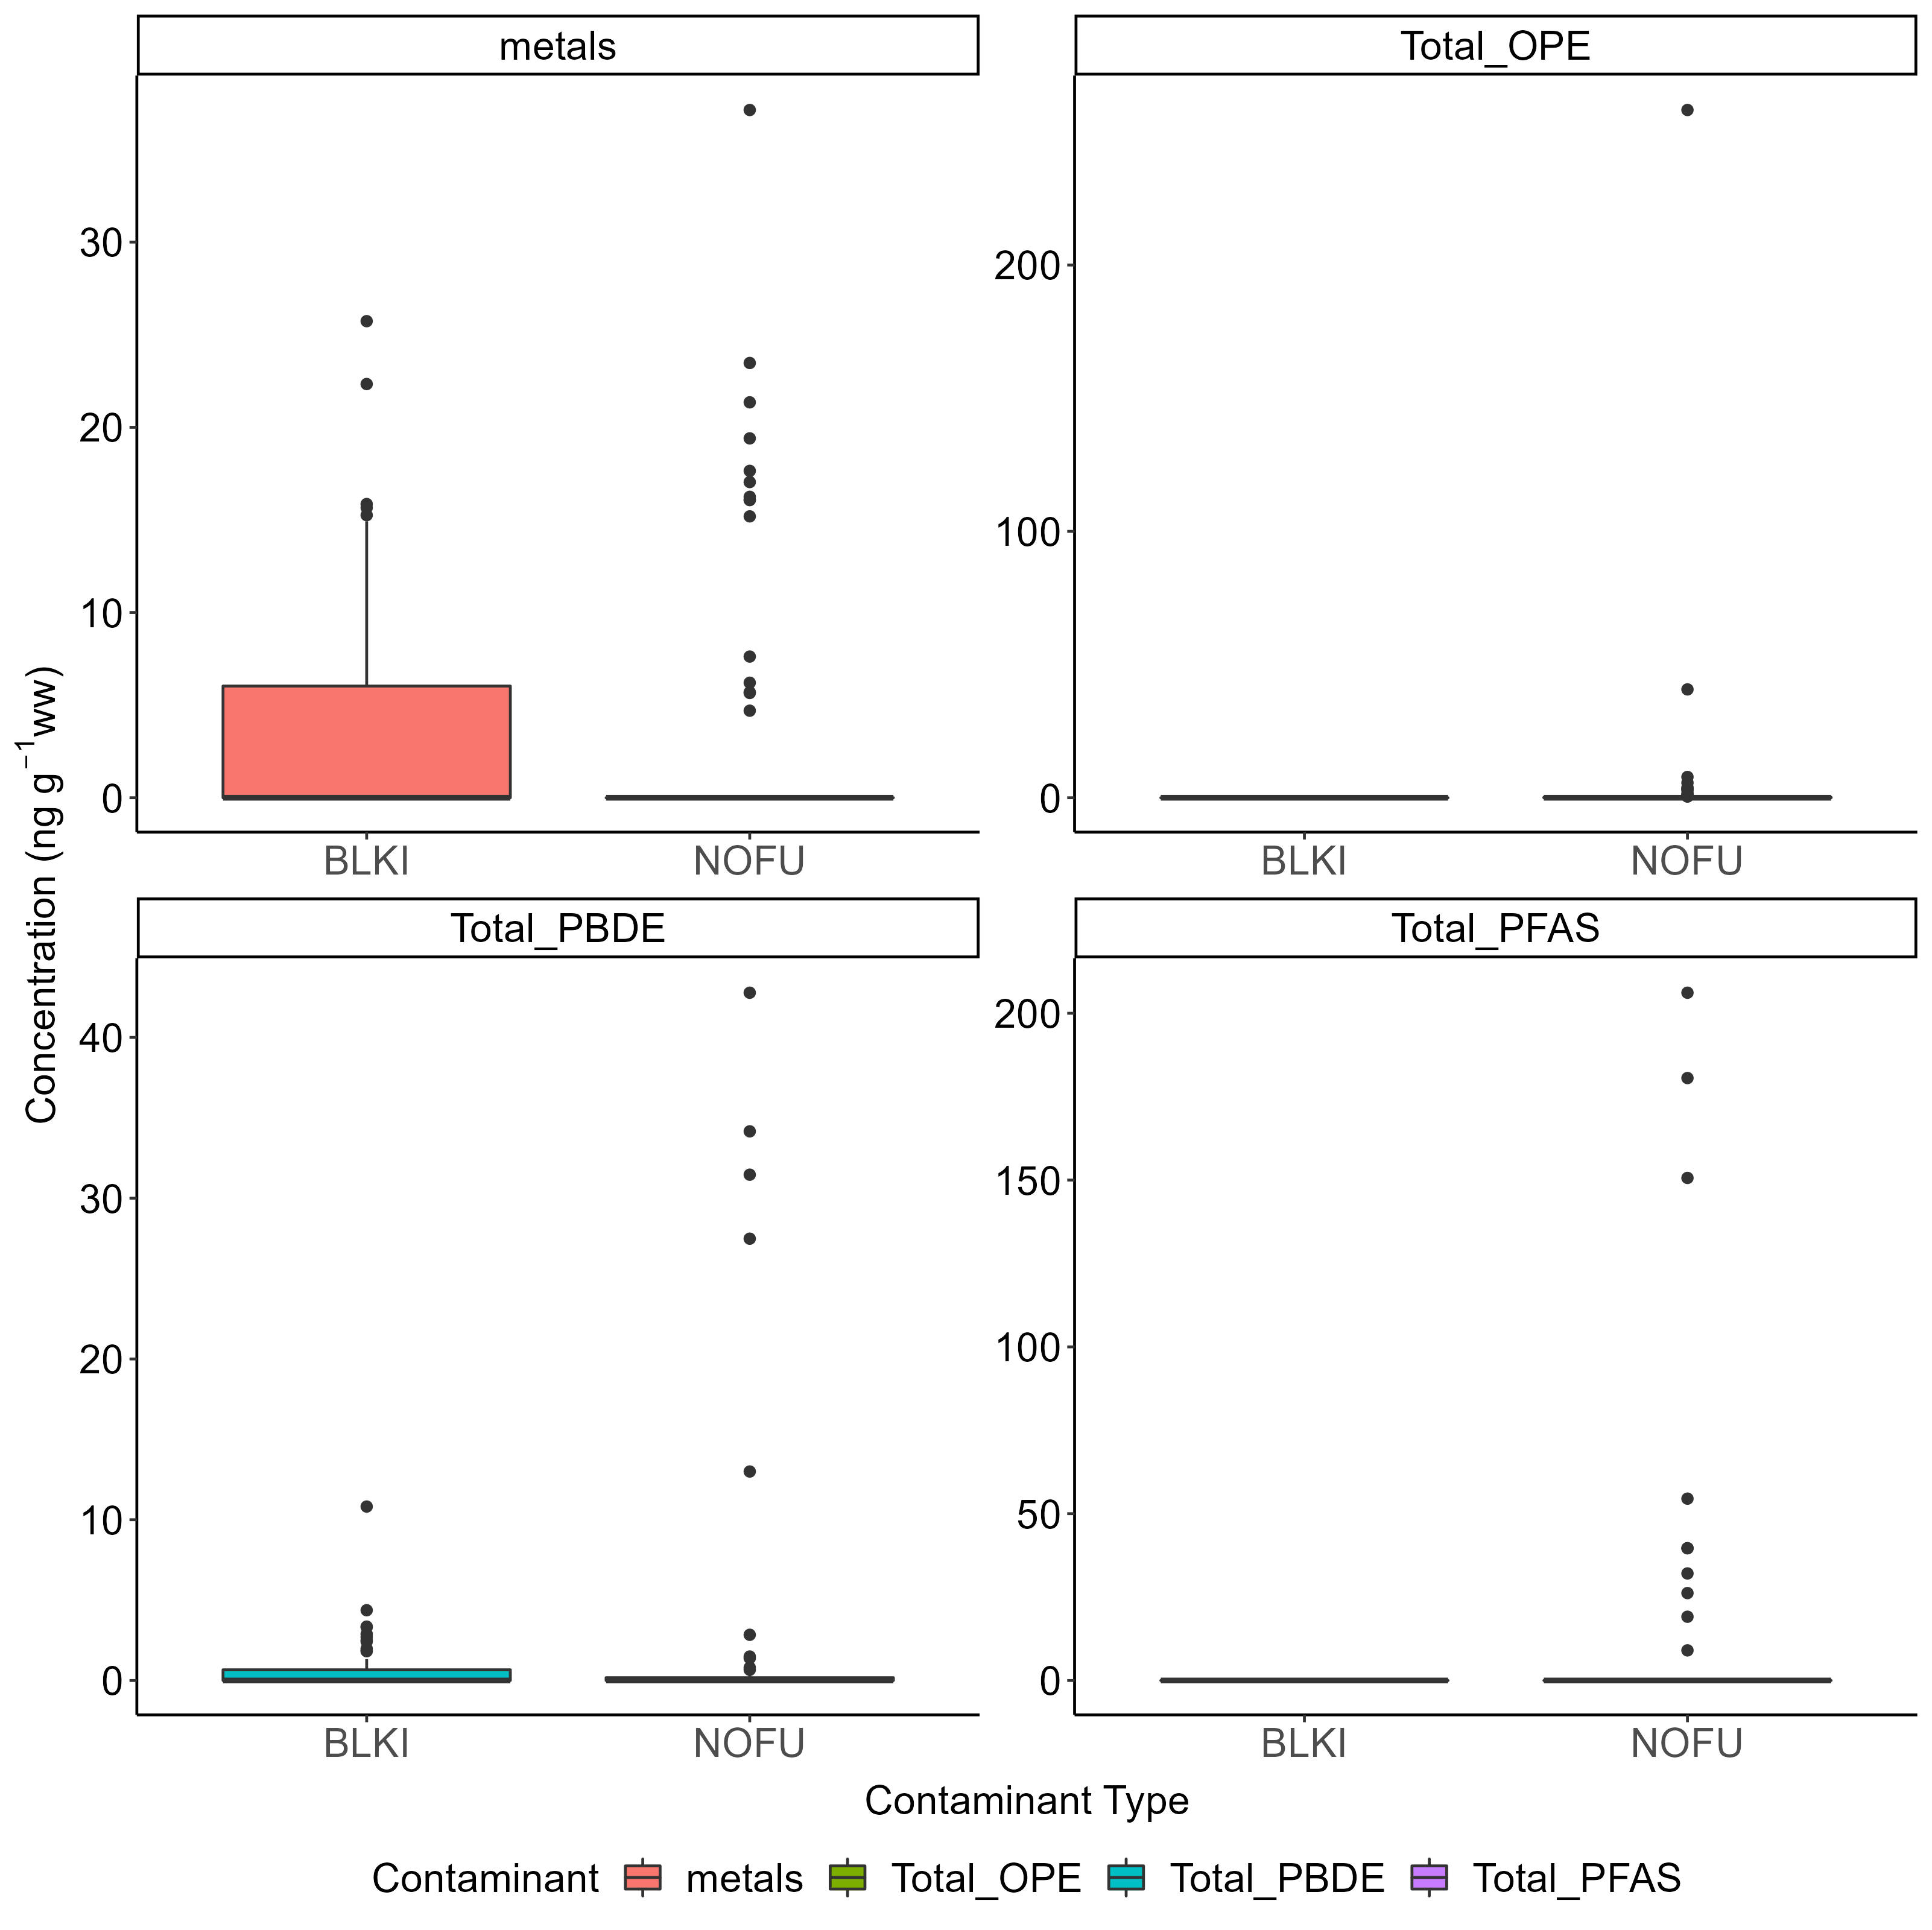 metals
Total_OPE
30
20
10
0
200
100
0
BLKI
NOFU
BLKI
NOFU
Concentration (ng g⁻¹ww)
Total_PBDE
Total_PFAS
40
30
20
10
0
200
150
100
50
0
BLKI
NOFU
BLKI
NOFU
Contaminant Type
Contaminant metals Total_OPE Total_PBDE Total_PFAS